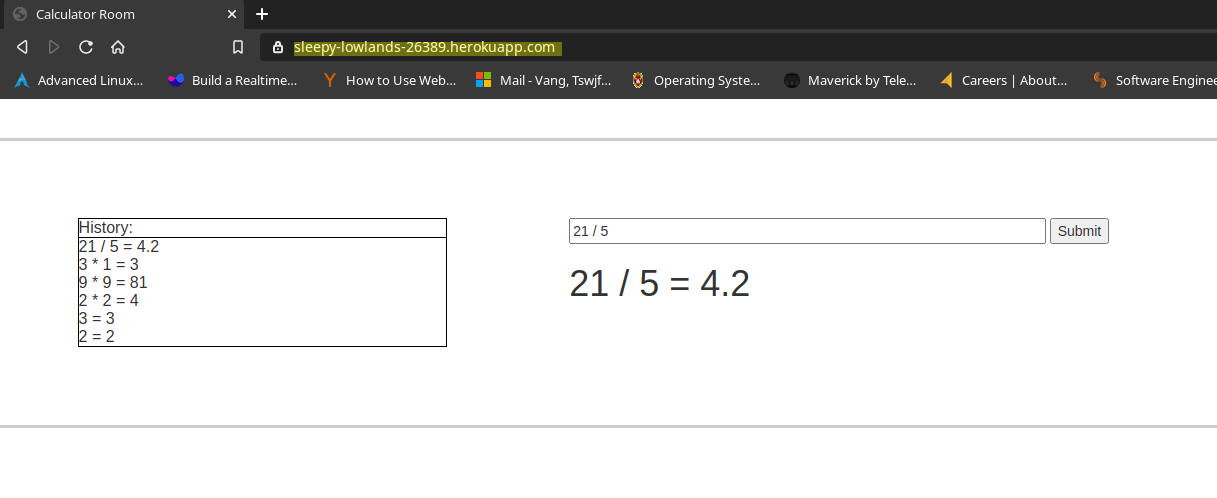 Calculator Room
sleepy-lowlands-26389.herokuapp.com
Advanced Linux... Build a Realtime... How to Use Web... Mail - Vang, Tswjf... Operating Syste... Maverick by Tele... Careers | About... Software Enginee
History:
21 / 5 = 4.2
3 * 1 = 3
9 * 9 = 81
2 * 2 = 4
3 = 3
2 = 2
21 / 5 Submit
21 / 5 = 4.2